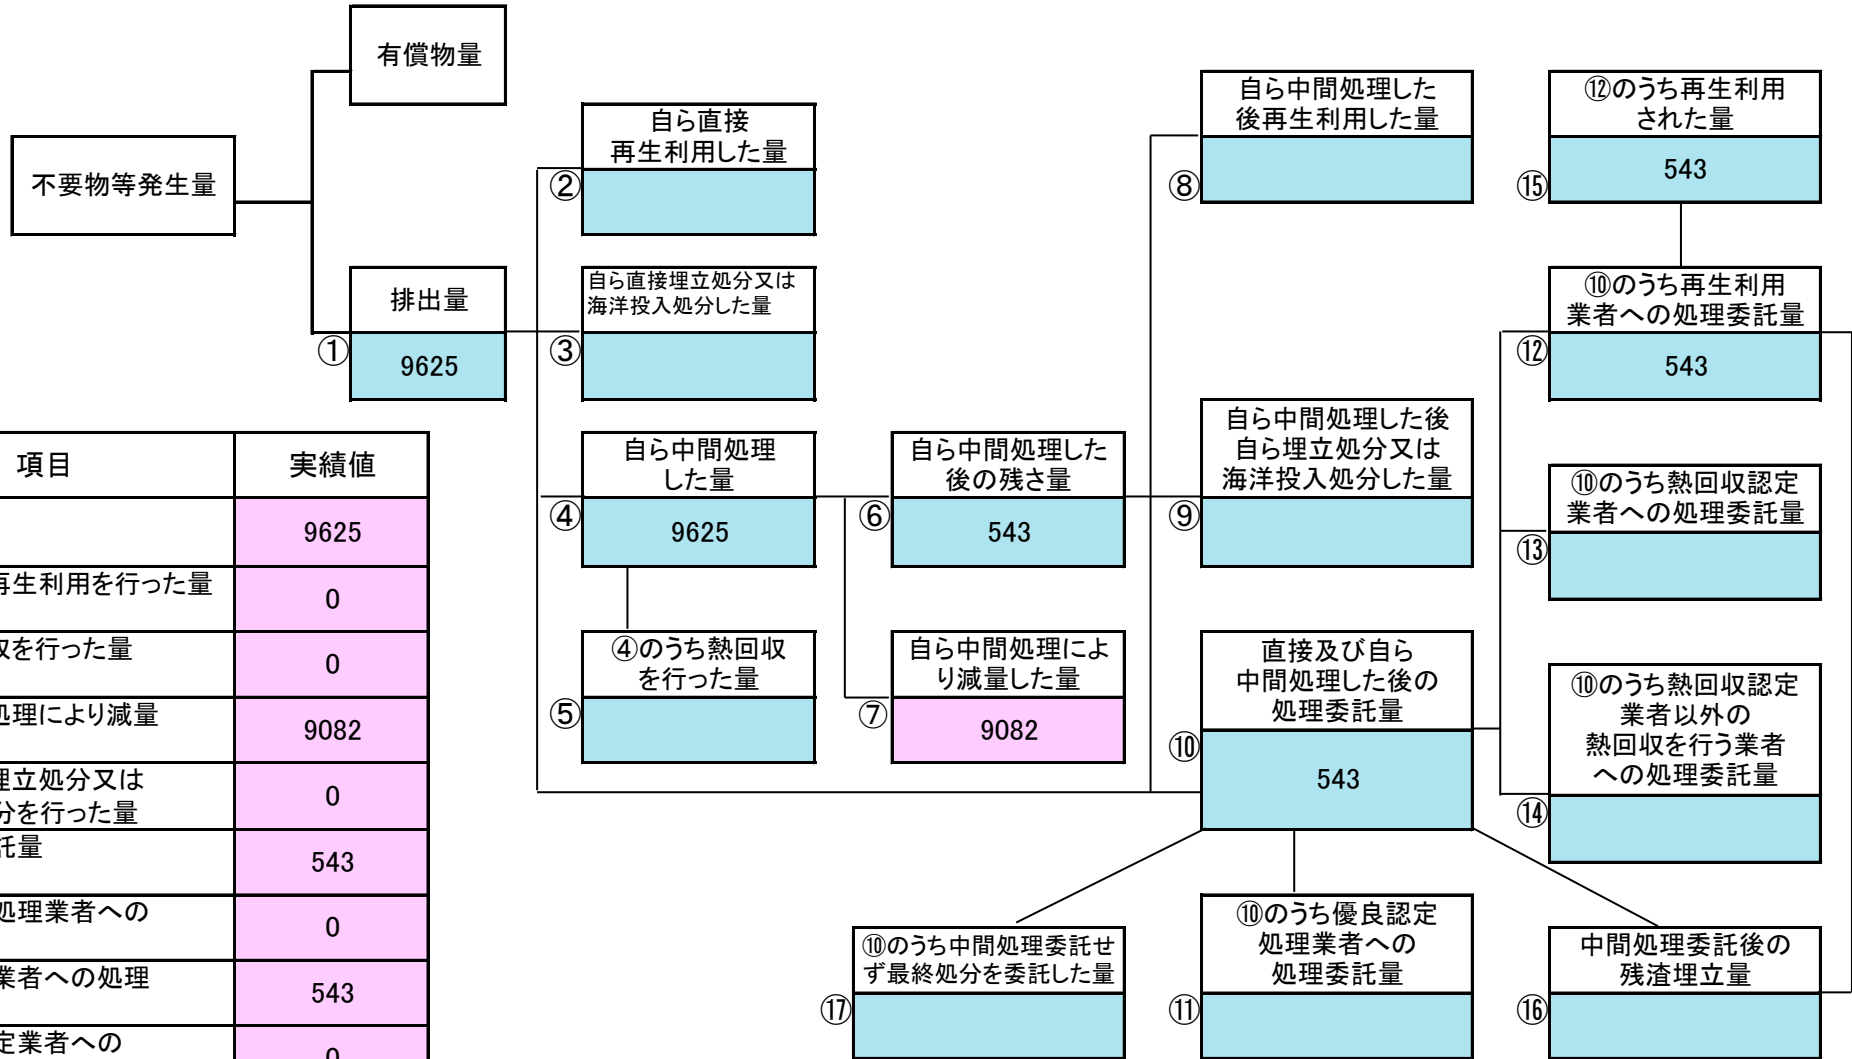 有償物量
不要物等発生量
排出量
①
9625
自ら直接
再生利用した量
②
自ら直接埋立処分又は
海洋投入処分した量
③
自ら中間処理
した量
④
9625
④のうち熱回収
を行った量
⑤
自ら中間処理した
後の残さ量
⑥
543
自ら中間処理によ
り減量した量
⑦
9082
自ら中間処理した
後再生利用した量
⑧
自ら中間処理した後
自ら埋立処分又は
海洋投入処分した量
⑨
直接及び自ら
中間処理した後の
処理委託量
⑩
543
⑩のうち優良認定
処理業者への
処理委託量
⑪
⑩のうち中間処理委託せ
ず最終処分を委託した量
⑰
⑫のうち再生利用
された量
⑮
543
⑩のうち再生利用
業者への処理委託量
⑫
543
⑩のうち熱回収認定
業者への処理委託量
⑬
⑩のうち熱回収認定
業者以外の
熱回収を行う業者
への処理委託量
⑭
中間処理委託後の
残渣埋立量
⑯
項目
実績値
9625
再生利用を行った量
0
を行った量
0
処理により減量
9082
埋立処分又は
分を行った量
0
託量
543
処理業者への
0
業者への処理
543
定業者への
0